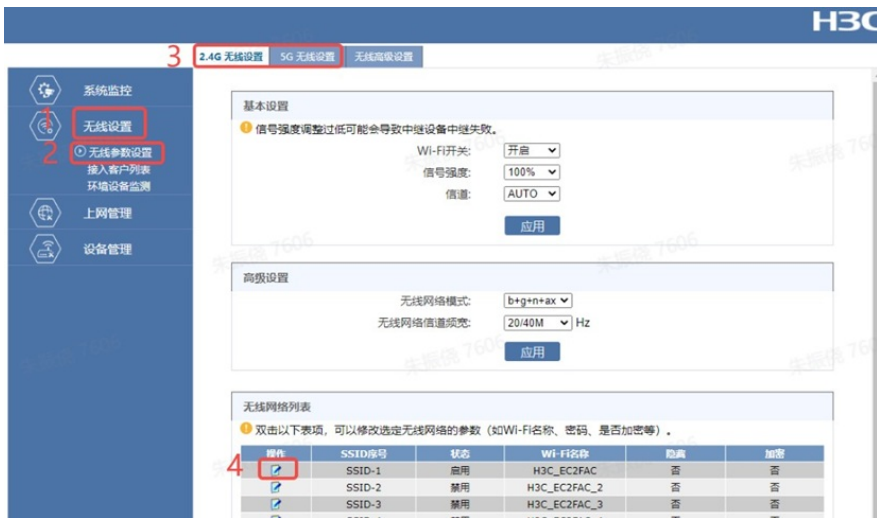 H3C
3
2.4G 无线设置 5G 无线设置 无线高级设置
系统监控
1
无线设置
2
无线参数设置
接入客户列表
环境设备监测
上网管理
设备管理
基本设置
信号强度调整过低可能会导致中继设备中继失败。
Wi-Fi开关: 开启
信号强度: 100%
信道: AUTO
应用
高级设置
无线网络模式: b+g+n+ax
无线网络信道频宽: 20/40M Hz
应用
无线网络列表
双击以下表项，可以修改选定无线网络的参数（如Wi-Fi名称、密码、是否加密等）.
操作 SSID序号 状态 Wi-Fi名称 隐藏 加密
4
SSID-1 启用 H3C_EC2FAC 否 否
SSID-2 禁用 H3C_EC2FAC_2 否 否
SSID-3 禁用 H3C_EC2FAC_3 否 否
朱振饶 7606